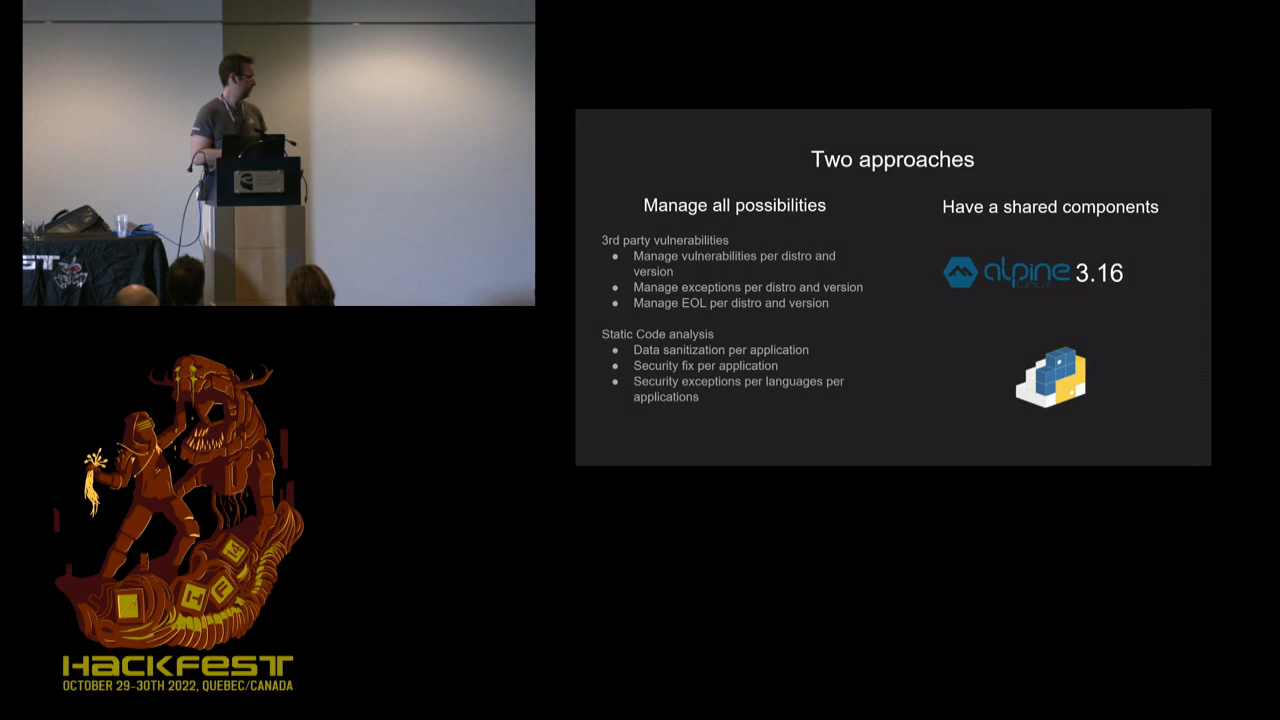 Two approaches
Manage all possibilities
Have a shared components
3rd party vulnerabilities
● Manage vulnerabilities per distro and
version
● Manage exceptions per distro and version
● Manage EOL per distro and version
Static Code analysis
● Data sanitization per application
● Security fix per application
● Security exceptions per languages per
applications
alpine 3.16
LINUX
ST
HACKFEST
OCTOBER 29-30TH 2022, QUEBEC/CANADA